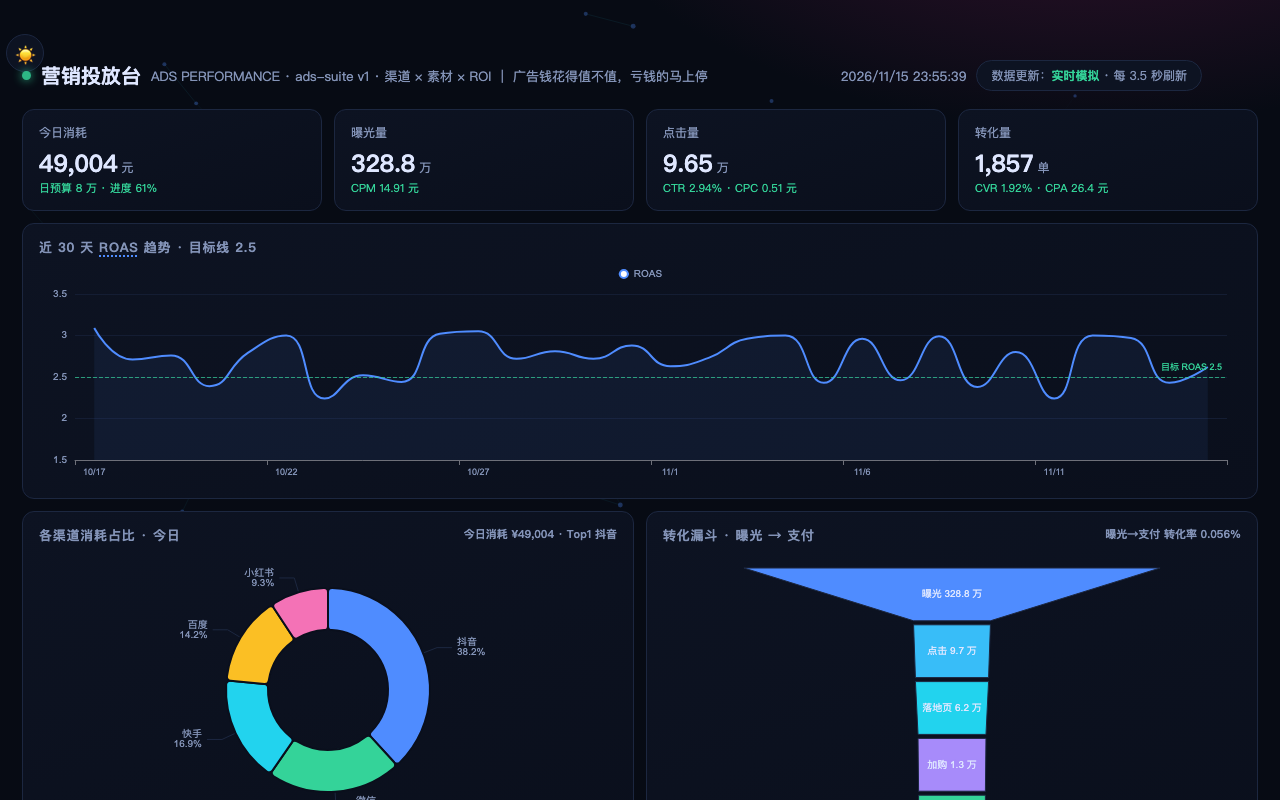 营销投放台 ADS PERFORMANCE · ads-suite v1 · 渠道 × 素材 × ROI | 广告钱花得值不值，亏钱的马上停
2026/11/15 23:55:39
数据更新: 实时模拟 · 每 3.5 秒刷新
今日消耗
49,004 元
日预算 8 万 · 进度 61%
曝光量
328.8 万
CPM 14.91 元
点击量
9.65 万
CTR 2.94% · CPC 0.51 元
转化量
1,857 单
CVR 1.92% · CPA 26.4 元
近 30 天 ROAS 趋势 · 目标线 2.5
ROAS
3.5
3
2.5
2
1.5
目标 ROAS 2.5
10/17
10/22
10/27
11/1
11/6
11/11
各渠道消耗占比 · 今日
今日消耗 ¥49,004 · Top1 抖音
小红书
9.3%
百度
14.2%
抖音
38.2%
快手
16.9%
转化漏斗 · 曝光 → 支付
曝光→支付 转化率 0.056%
曝光 328.8 万
点击 9.7 万
落地页 6.2 万
加购 1.3 万